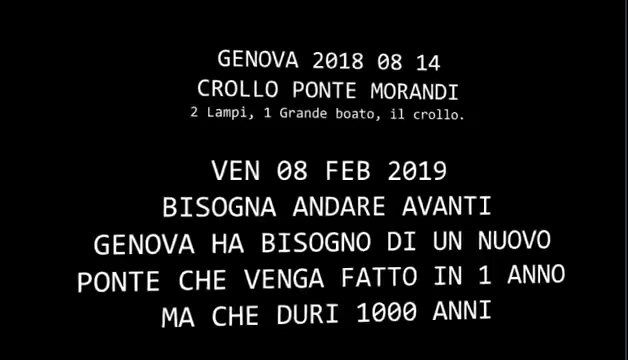 GENOVA 2018 08 14
CROLLO PONTE MORANDI
2 Lampi, 1 Grande boato, il crollo.
VEN 08 FEB 2019
BISOGNA ANDARE AVANTI
GENOVA HA BISOGNO DI UN NUOVO
PONTE CHE VENGA FATTO IN 1 ANNO
MA CHE DURI 1000 ANNI